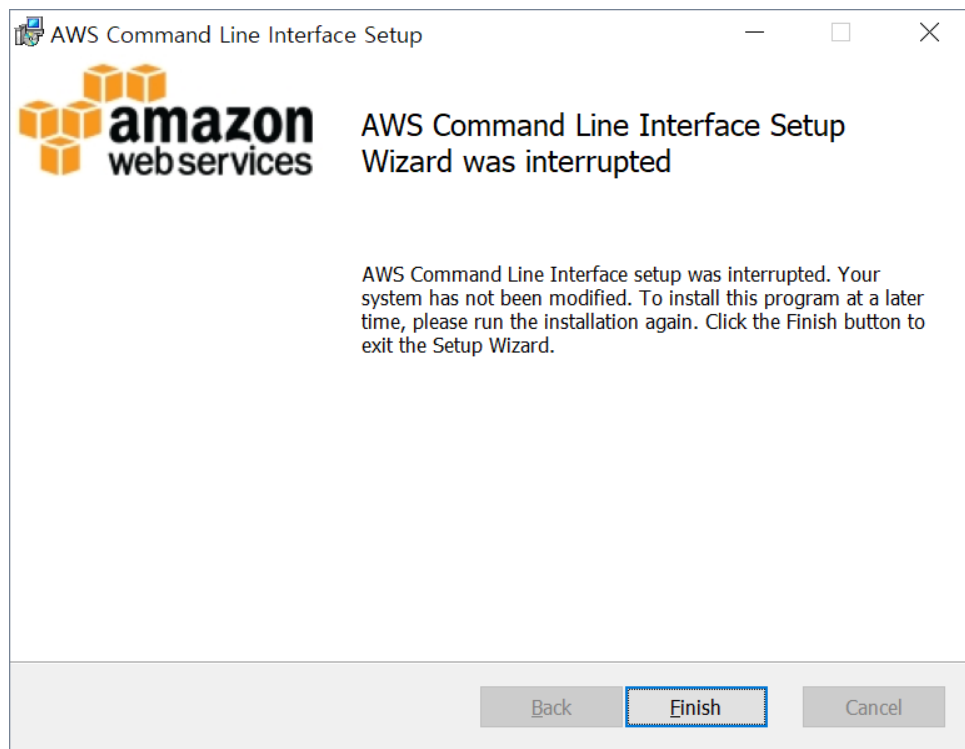 AWS Command Line Interface Setup
amazon
web services
AWS Command Line Interface Setup
Wizard was interrupted
AWS Command Line Interface setup was interrupted. Your
system has not been modified. To install this program at a later
time, please run the installation again. Click the Finish button to
exit the Setup Wizard.
Back
Finish
Cancel